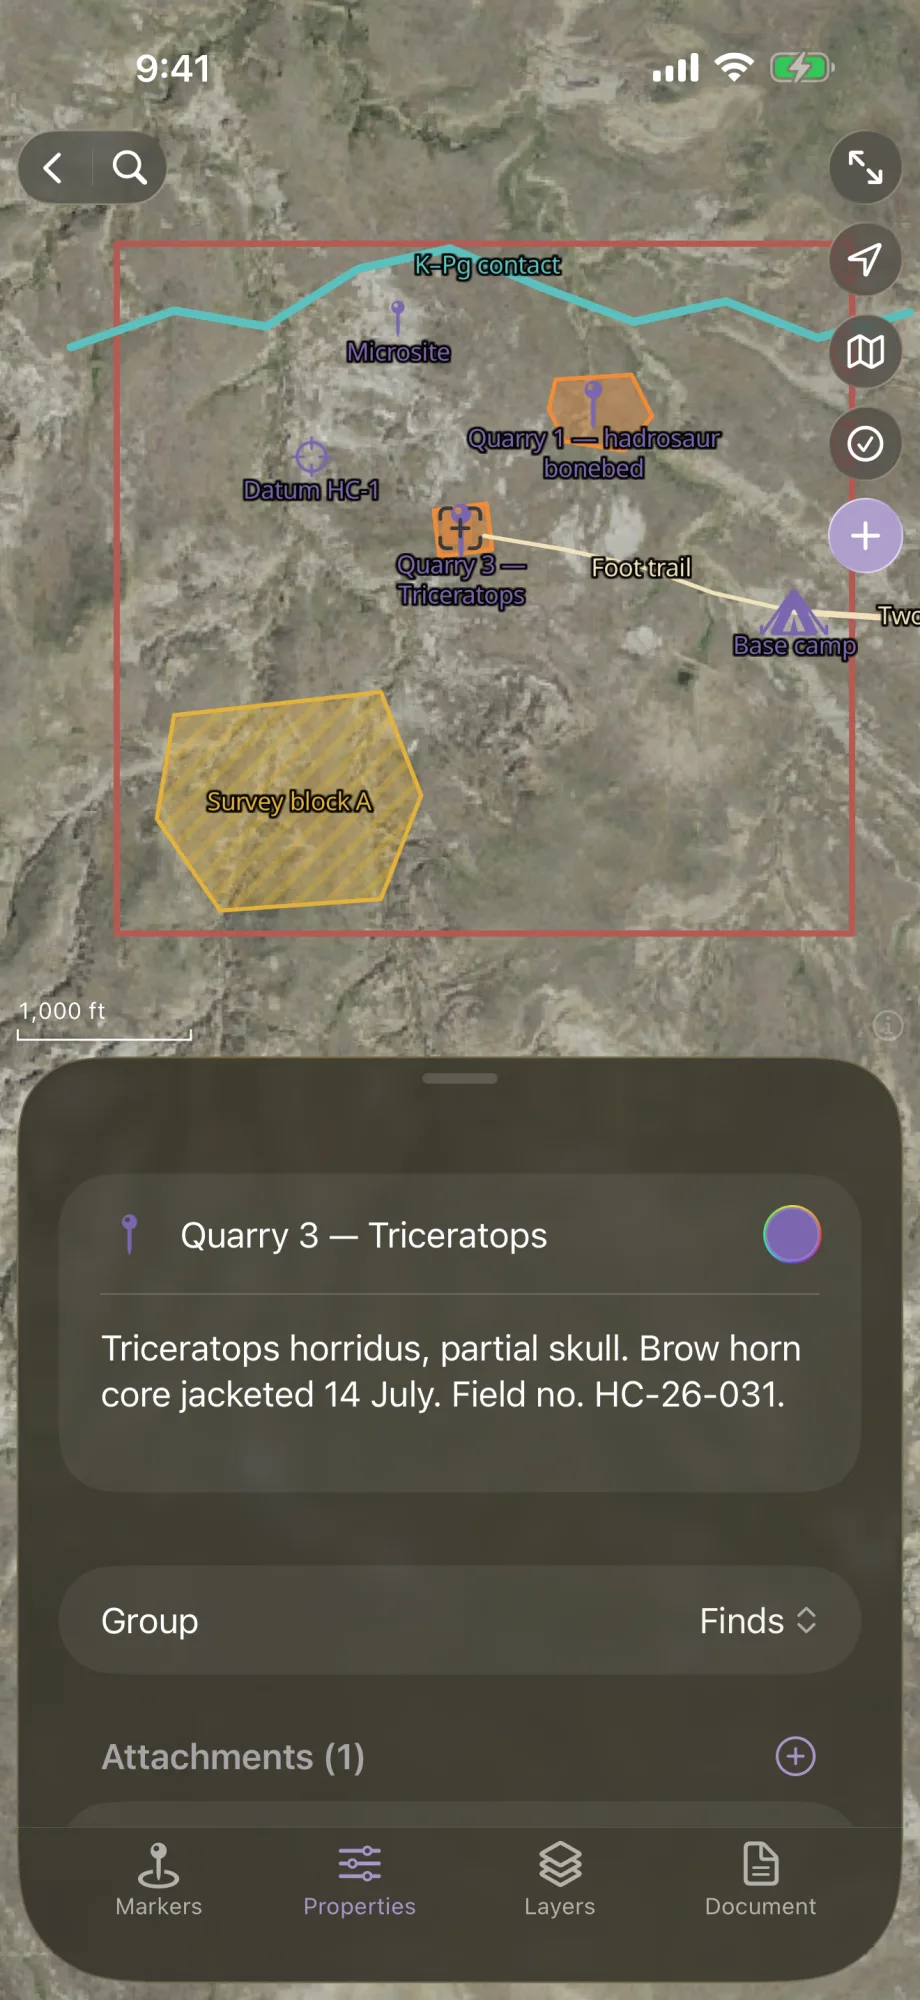 9:41
K–Pg contact
Microsite
Quarry 1 — hadrosaur
bonebed
Datum HC-1
Quarry 3 —
Triceratops
Foot trail
Two
Base camp
Survey block A
1,000 ft
Quarry 3 — Triceratops
Triceratops horridus, partial skull. Brow horn
core jacketed 14 July. Field no. HC-26-031.
Group
Finds
Attachments (1)
Markers
Properties
Layers
Document